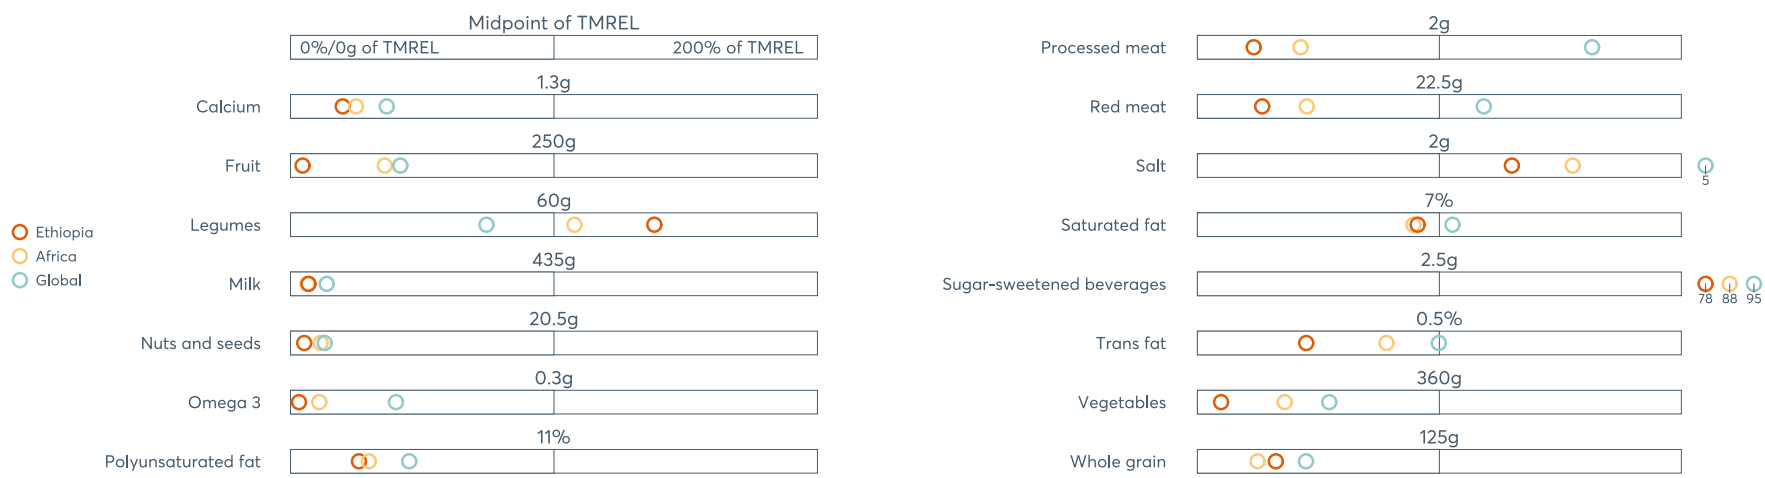 Midpoint of TMREL
0%/0g of TMREL 200% of TMREL
1.3g
Calcium
250g
Fruit
60g
Legumes
435g
Milk
20.5g
Nuts and seeds
0.3g
Omega 3
11%
Polyunsaturated fat
Ethiopia
Africa
Global
2g
Processed meat
22.5g
Red meat
2g
Salt
5
7%
Saturated fat
2.5g
Sugar-sweetened beverages
78 88 95
0.5%
Trans fat
360g
Vegetables
125g
Whole grain